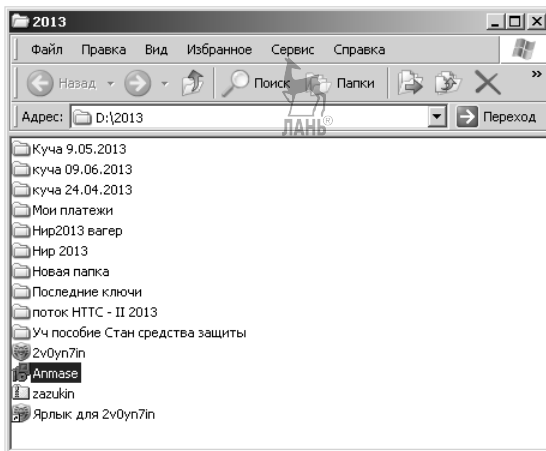 2013
Файл Правка Вид Избранное Сервис Справка
Назад Поиск Папки »
ЛАНЬ®
Адрес: D:\2013 Переход
Куча 9.05.2013
куча 09.06.2013
куча 24.04.2013
Мои платежи
Нир2013 вагер
Нир 2013
Новая папка
Последние ключи
поток НТТС - II 2013
Уч пособие Стан средства защиты
2v0yn7in
Anmase
zazukin
Ярлык для 2v0yn7in